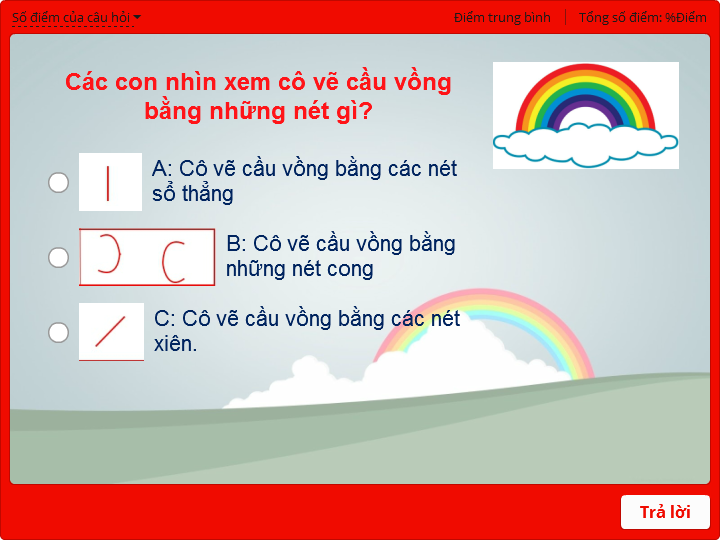 Số điểm của câu hỏi
Điểm trung bình
Tổng số điểm: %Điểm
Các con nhìn xem cô vẽ cầu vồng
bằng những nét gì?
A: Cô vẽ cầu vồng bằng các nét
sổ thẳng
B: Cô vẽ cầu vồng bằng
những nét cong
C: Cô vẽ cầu vồng bằng các nét
xiên.
Trả lời